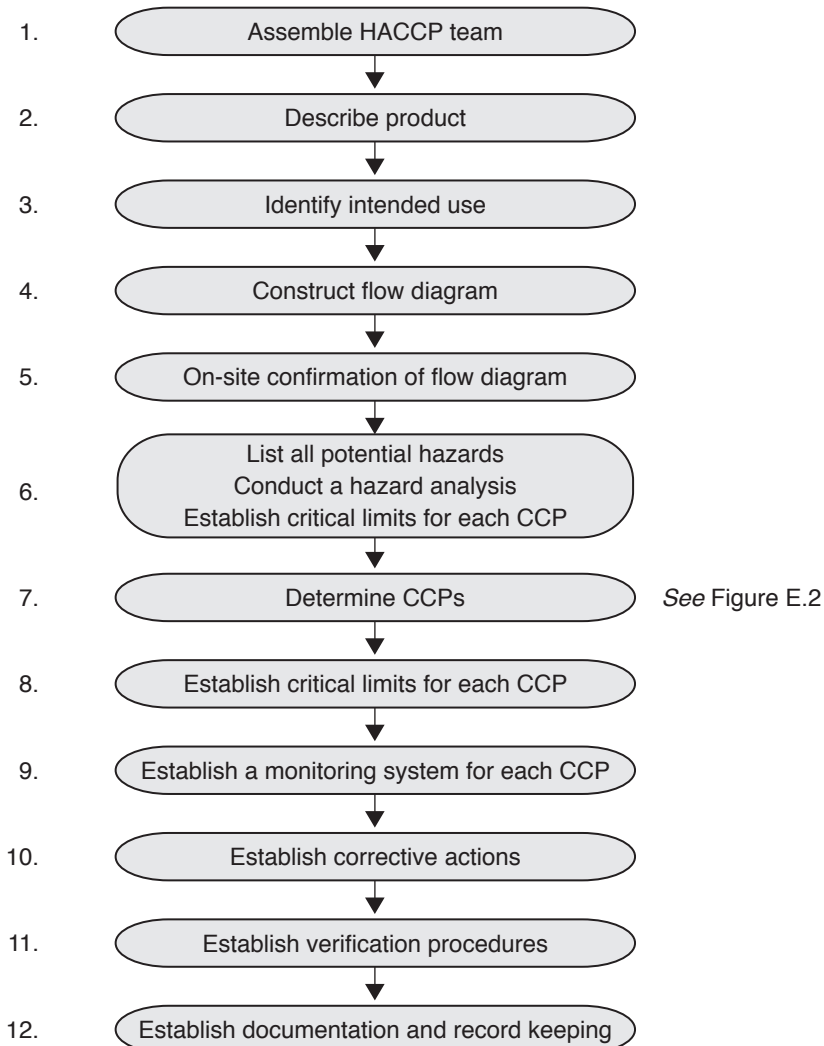 1. Assemble HACCP team
2. Describe product
3. Identify intended use
4. Construct flow diagram
5. On-site confirmation of flow diagram
List all potential hazards
6. Conduct a hazard analysis
Establish critical limits for each CCP
7. Determine CCPs See Figure E.2
8. Establish critical limits for each CCP
9. Establish a monitoring system for each CCP
10. Establish corrective actions
11. Establish verification procedures
12. Establish documentation and record keeping